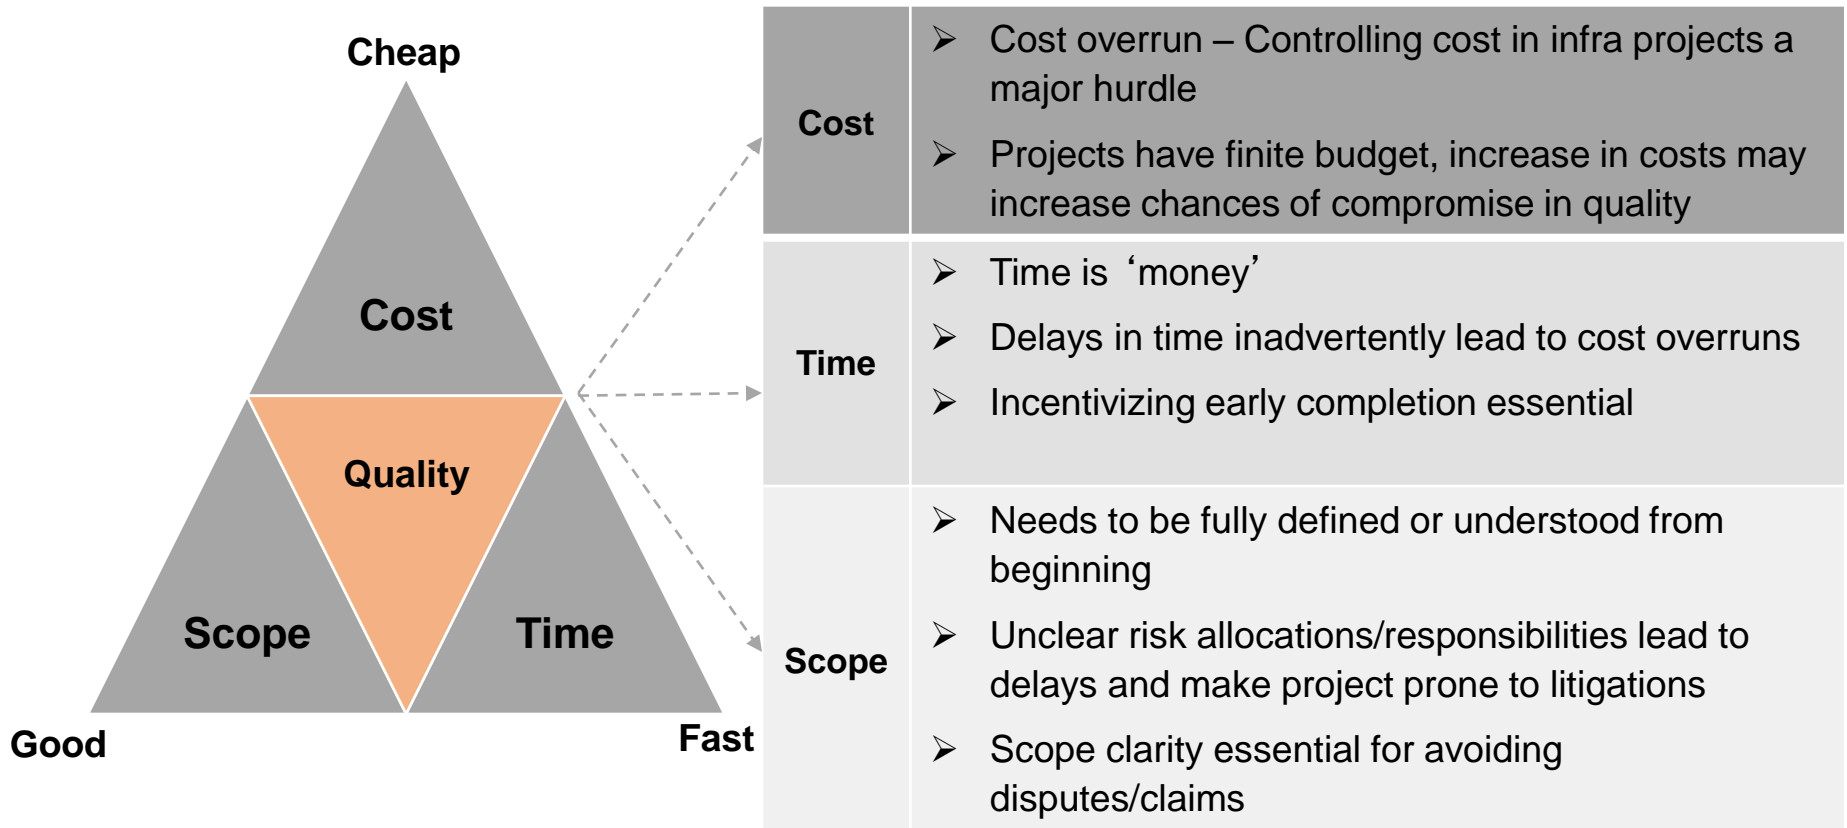 Cheap
Cost
Quality
Scope
Time
Good
Fast
Cost
➢ Cost overrun – Controlling cost in infra projects a
major hurdle
➢ Projects have finite budget, increase in costs may
increase chances of compromise in quality
Time
➢ Time is ‘money’
➢ Delays in time inadvertently lead to cost overruns
➢ Incentivizing early completion essential
Scope
➢ Needs to be fully defined or understood from
beginning
➢ Unclear risk allocations/responsibilities lead to
delays and make project prone to litigations
➢ Scope clarity essential for avoiding
disputes/claims